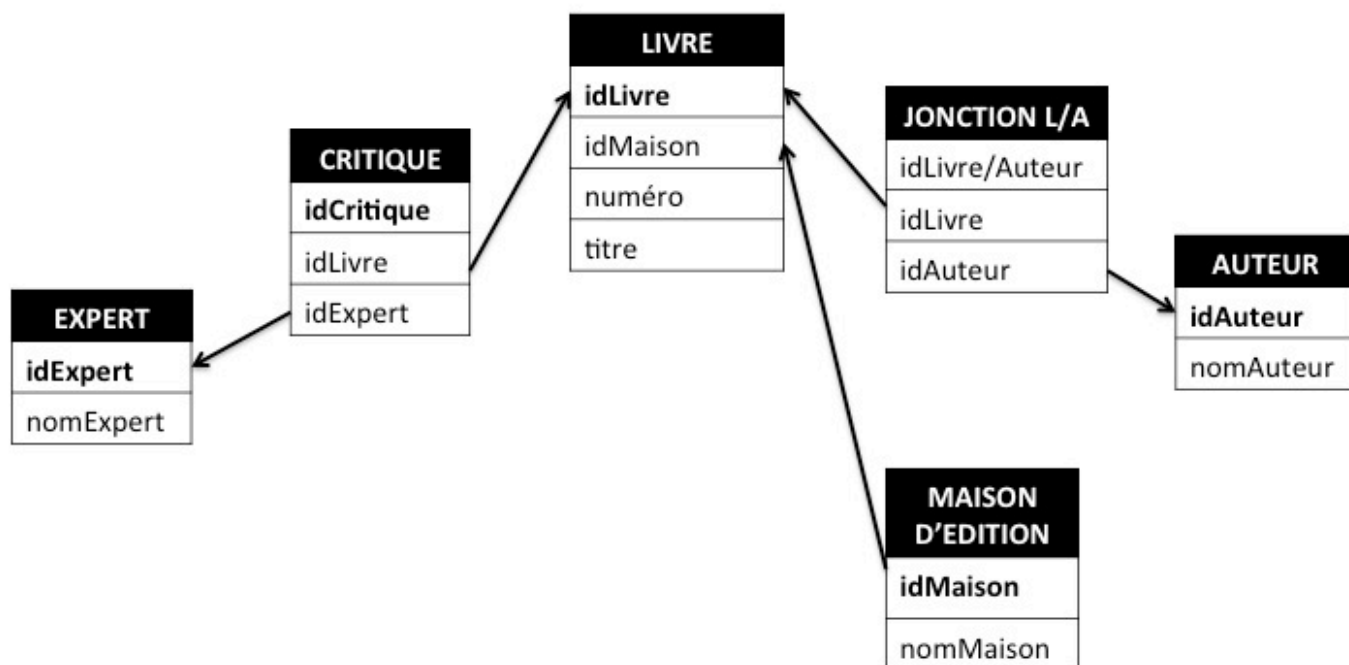 LIVRE
idLivre
idMaison
numéro
titre
CRITIQUE
idCritique
idLivre
idExpert
EXPERT
idExpert
nomExpert
JONCTION L/A
idLivre/Auteur
idLivre
idAuteur
AUTEUR
idAuteur
nomAuteur
MAISON
D'EDITION
idMaison
nomMaison